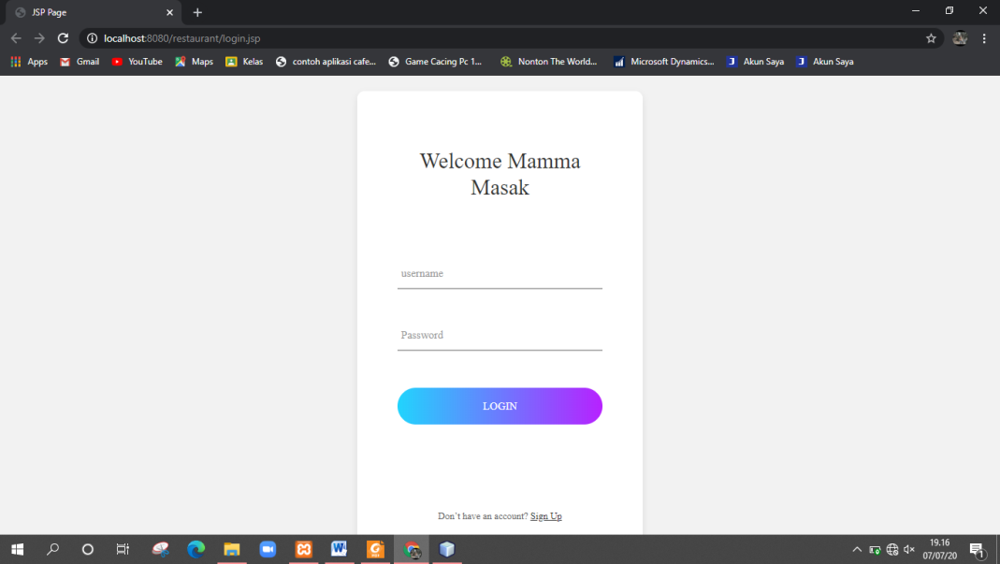 JSP Page
localhost:8080/restaurant/login.jsp
Apps Gmail YouTube Maps Kelas contoh aplikasi cafe... Game Cacing Pc 1... Nonton The World... Microsoft Dynamics... Akun Saya Akun Saya
Welcome Mamma
Masak
username
Password
LOGIN
Don't have an account? Sign Up
19.16
07/07/20
1